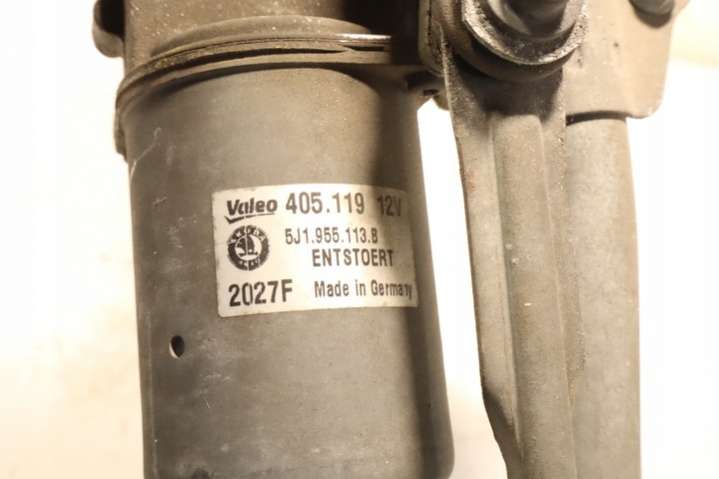 Valeo 405.119 12V
5J1.955.113.B
ENTSTOERT
2027F Made in Germany